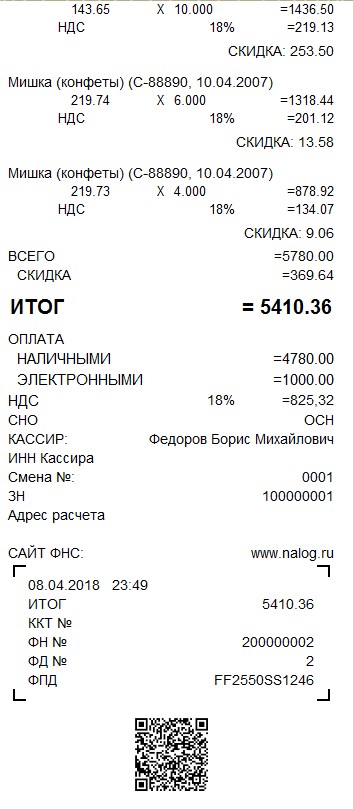 143.65 X 10.000 =1436.50
НДС 18% =219.13
СКИДКА: 253.50
Мишка (конфеты) (С-88890, 10.04.2007)
219.74 X 6.000 =1318.44
НДС 18% =201.12
СКИДКА: 13.58
Мишка (конфеты) (С-88890, 10.04.2007)
219.73 X 4.000 =878.92
НДС 18% =134.07
СКИДКА: 9.06
ВСЕГО =5780.00
СКИДКА =369.64
ИТОГ = 5410.36
ОПЛАТА
НАЛИЧНЫМИ =4780.00
ЭЛЕКТРОННЫМИ =1000.00
НДС 18% =825,32
СНО ОСН
КАССИР: Федоров Борис Михайлович
ИНН Кассира
Смена №: 0001
ЗН 100000001
Адрес расчета
САЙТ ФНС: www.nalog.ru
08.04.2018 23:49
ИТОГ 5410.36
ККТ №
ФН № 200000002
ФД № 2
ФПД FF2550SS1246